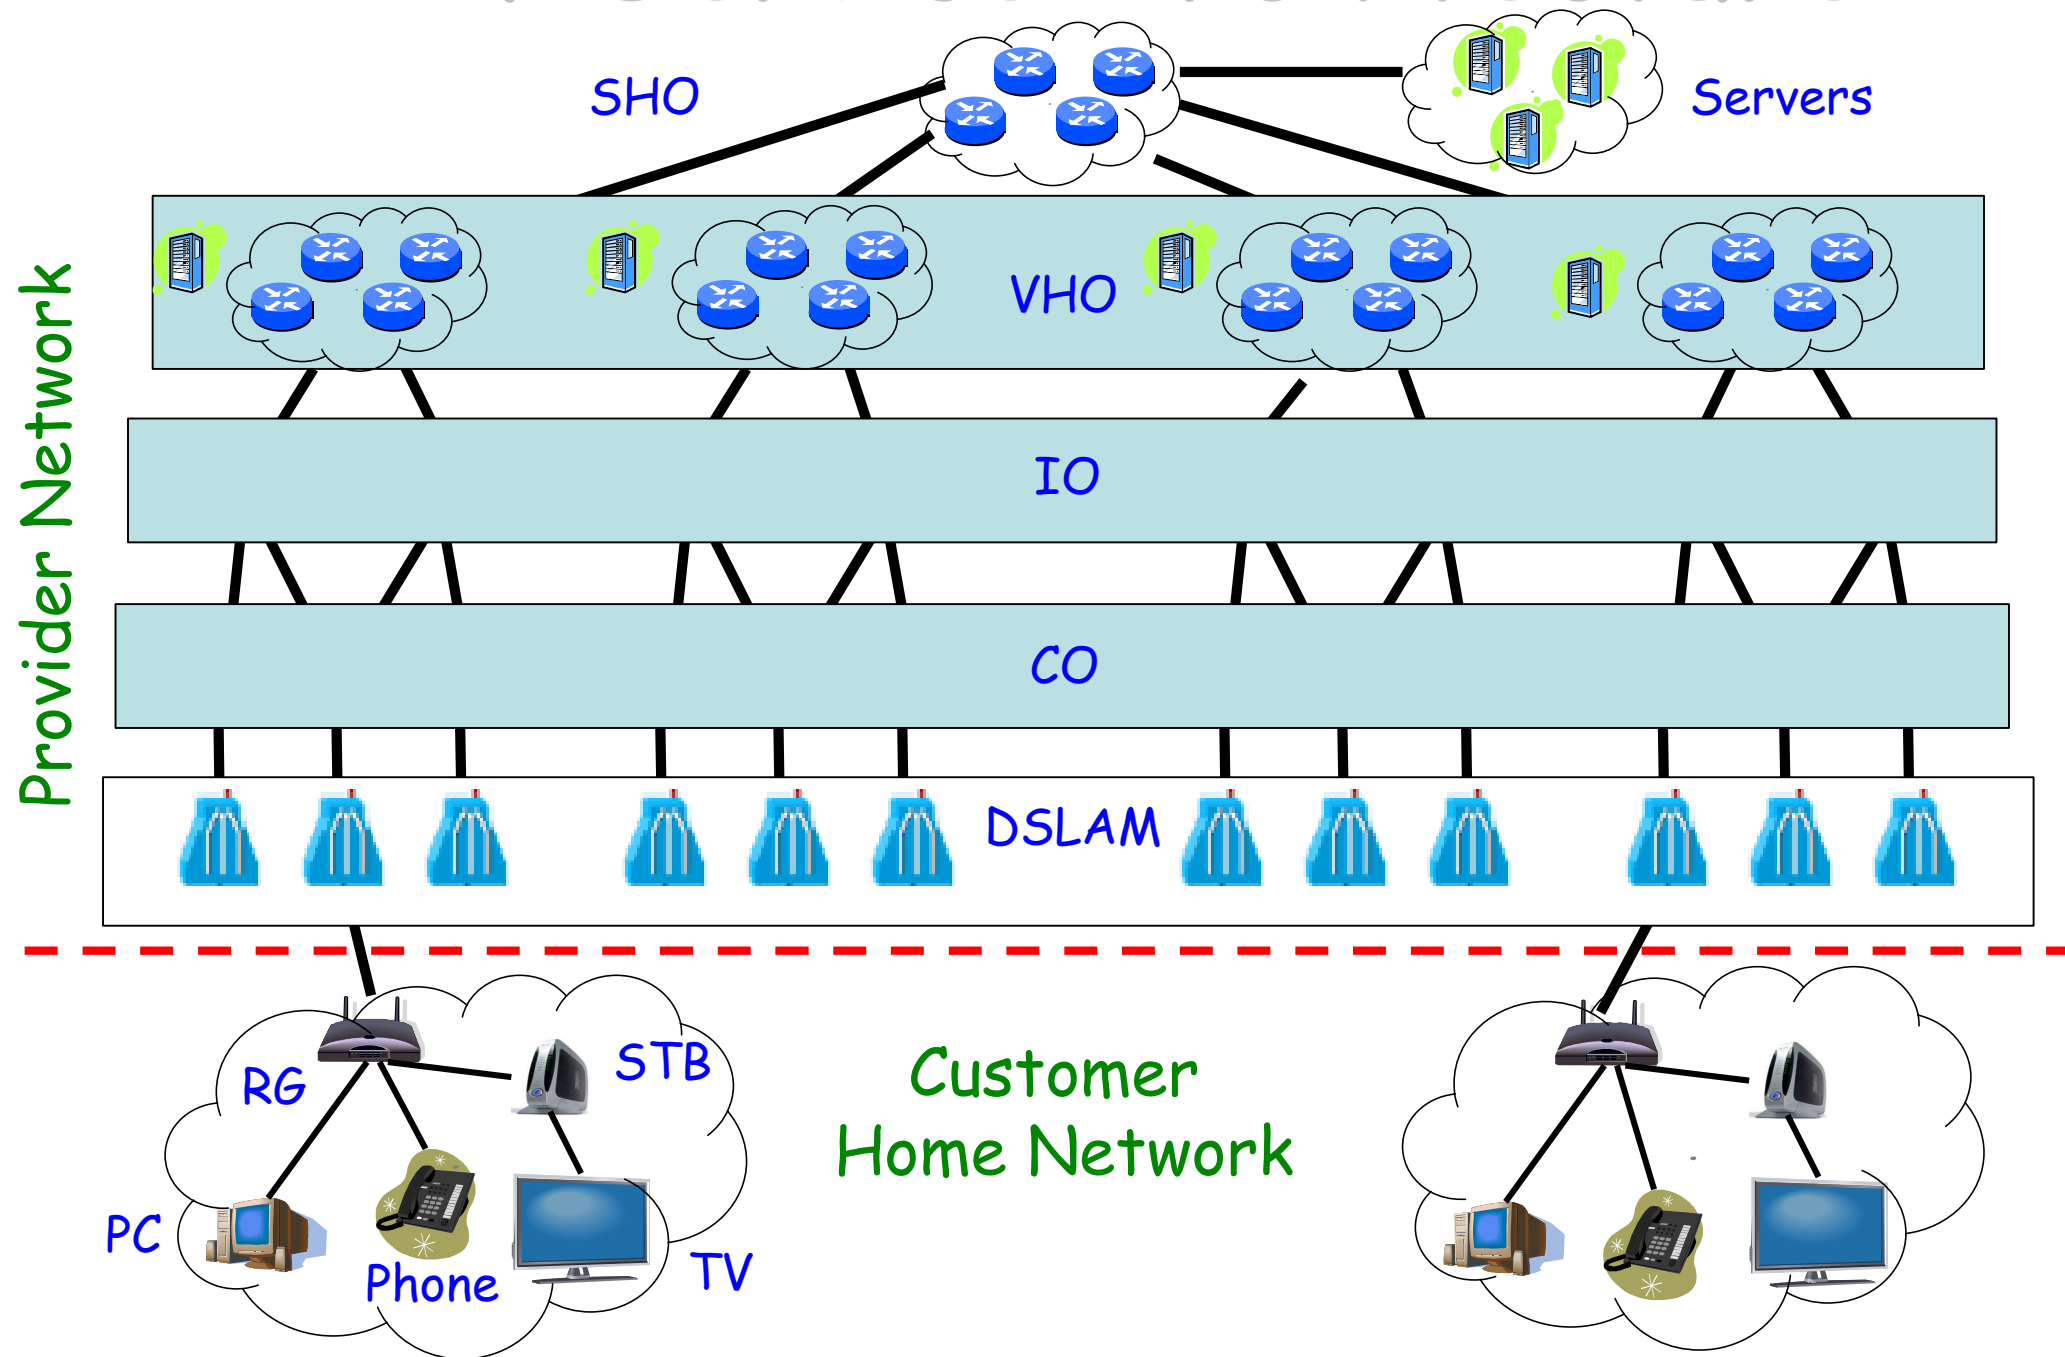 SHO
Servers
VHO
Provider Network
IO
CO
DSLAM
RG
STB
Customer
Home Network
PC
Phone
TV